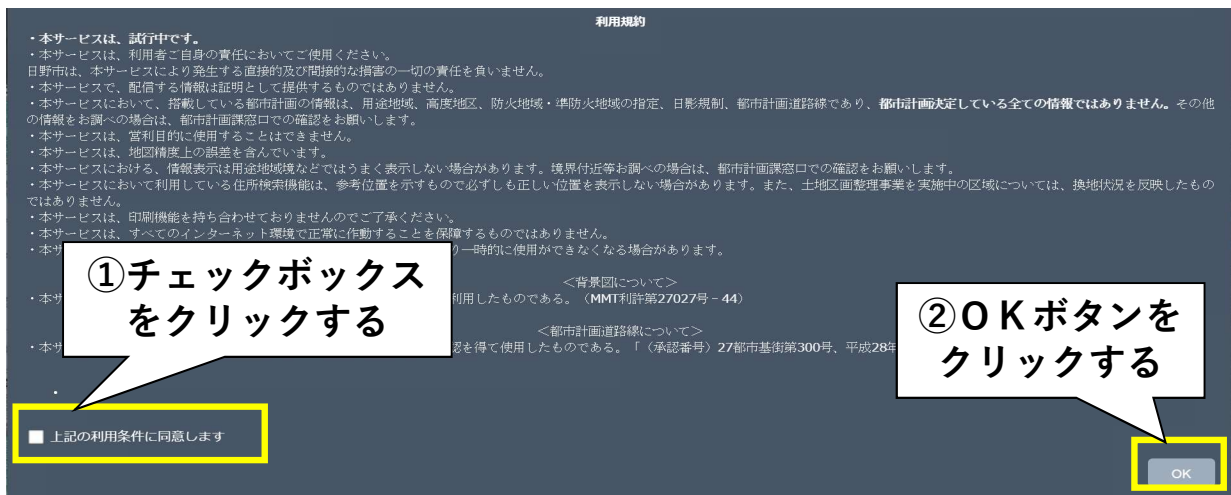 利用規約
・本サービスは、試行中です。
・本サービスは、利用者ご自身の責任においてご使用ください。
日野市は、本サービスにより発生する直接的及び間接的な損害の一切の責任を負いません。
・本サービスで、配信する情報は証明として提供するものではありません。
・本サービスにおいて、搭載している都市計画の情報は、用途地域、高度地区、防火地域・準防火地域の指定、日影規制、都市計画道路線であり、都市計画決定している全ての情報ではありません。その他
の情報をお調べの場合は、都市計画課窓口での確認をお願いします。
・本サービスは、営利目的に使用することはできません。
・本サービスは、地図精度上の誤差を含んでいます。
・本サービスにおける、情報表示は用途地域境などではうまく表示しない場合があります。境界付近等お調べの場合は、都市計画課窓口での確認をお願いします。
・本サービスにおいて利用している住所検索機能は、参考位置を示すもので必ずしも正しい位置を表示しない場合があります。また、土地区画整理事業を実施中の区域については、換地状況を反映したもの
ではありません。
・本サービスは、印刷機能を持ち合わせておりませんのでご了承ください。
・本サービスは、すべてのインターネット環境で正常に作動することを保障するものではありません。
・本サ
り一時的に使用ができなくなる場合があります。
＜背景図について＞
・本サ
利用したものである。（MMT利許第27027号－44）
＜都市計画道路線について＞
・本サ
認を得て使用したものである。「（承認番号）27都市基街第300号、平成28年
・
①チェックボックス
をクリックする
②ＯＫボタンを
クリックする
上記の利用条件に同意します
OK